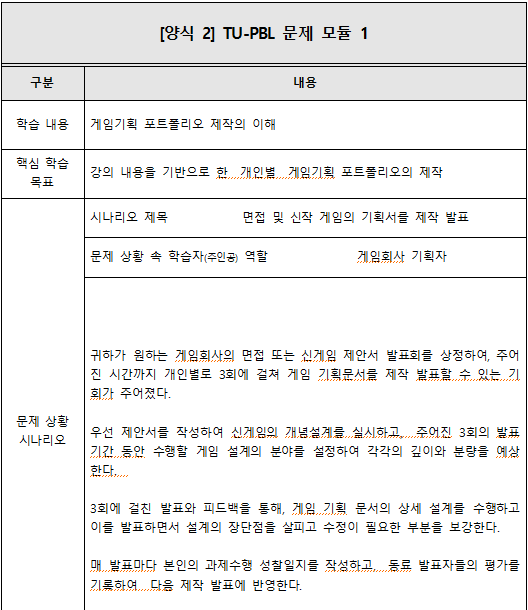 [양식 2] TU-PBL 문제 모듈 1
구분 내용
학습 내용 게임기획 포트폴리오 제작의 이해
핵심 학습
목표
강의 내용을 기반으로 한 개인별 게임기획 포트폴리오의 제작
시나리오 제목 면접 및 신작 게임의 기획서를 제작 발표
문제 상황 속 학습자(주인공) 역할 게임회사 기획자
문제 상황
시나리오
귀하가 원하는 게임회사의 면접 또는 신게임 제안서 발표회를 상정하여, 주어
진 시간까지 개인별로 3회에 걸쳐 게임 기획문서를 제작 발표할 수 있는 기
회가 주어졌다.
우선 제안서를 작성하여 신게임의 개념설계를 실시하고, 주어진 3회의 발표
기간 동안 수행할 게임 설계의 분야를 설정하여 각각의 깊이와 분량을 예상
한다.
3회에 걸친 발표와 피드백을 통해, 게임 기획 문서의 상세 설계를 수행하고
이를 발표하면서 설계의 장단점을 살피고 수정이 필요한 부분을 보강한다.
매 발표마다 본인의 과제수행 성찰일지를 작성하고, 동료 발표자들의 평가를
기록하여 다음 제작 발표에 반영한다.